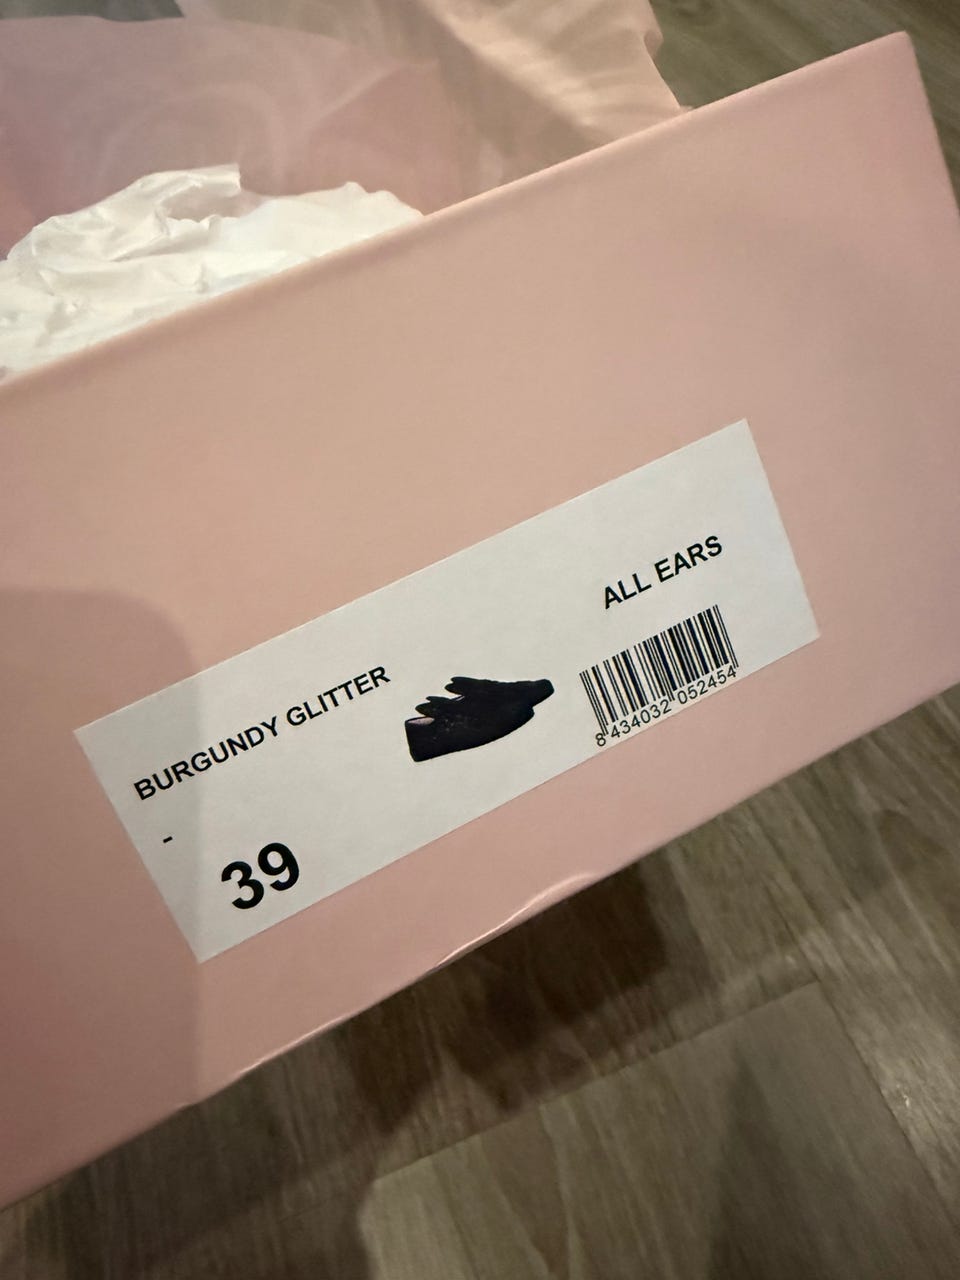 BURGUNDY GLITTER
-
39
ALL EARS
8 434032 052454